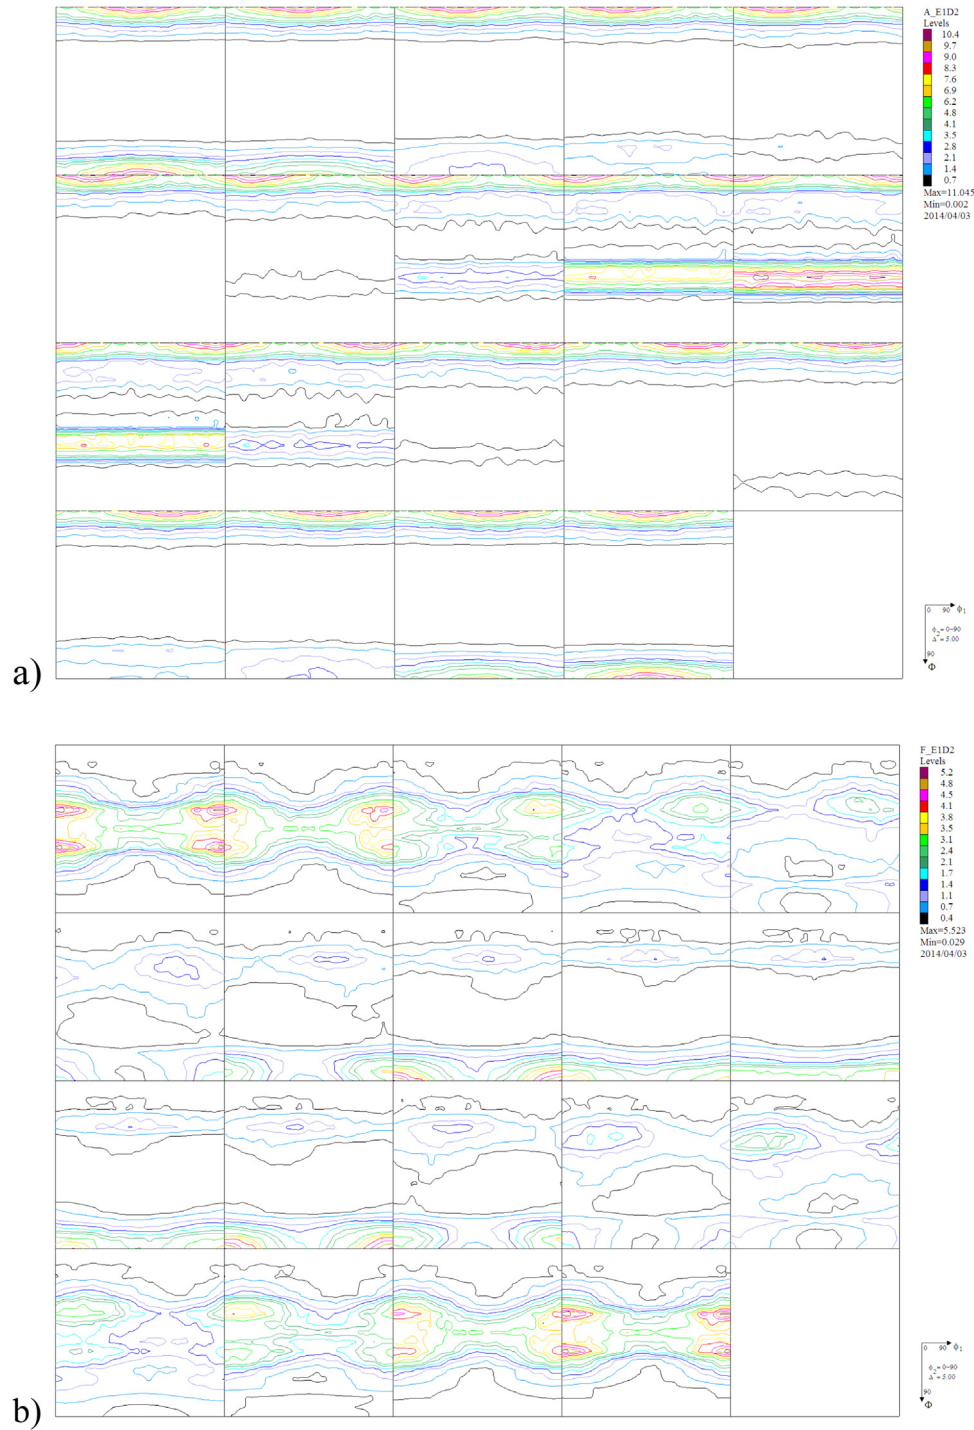 A_E1D2
Levels
10.4
9.7
9.0
8.3
7.6
6.9
6.2
4.8
4.1
3.5
2.8
2.1
1.4
0.7
Max=11.045
Min=0.002
2014/04/03
0 90 ϕ₁
ϕ₂= 0-90
Δ = 5.00
90
Φ
a)
F_E1D2
Levels
5.2
4.8
4.5
4.1
3.8
3.5
3.1
2.4
2.1
1.7
1.4
1.1
0.7
0.4
Max=5.523
Min=0.029
2014/04/03
0 90 ϕ₁
ϕ₂= 0-90
Δ = 5.00
90
Φ
b)